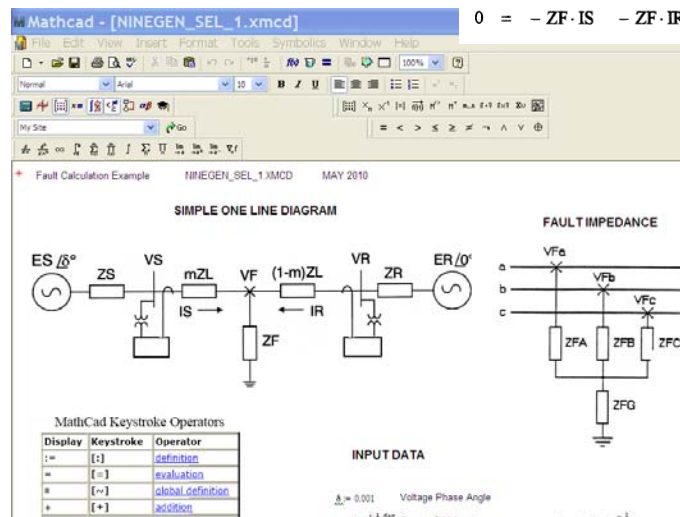 Mathcad - [NINEGEN_SEL_1.xmcd]
0 = - ZF· IS - ZF· IR
File Edit View Insert Format Tools Symbolics Window Help
100%
Normal Arial 10 B I U
My Site Go
= < > ≤ ≥ ≠ ¬ ∧ ∨ ⊕
Fault Calculation Example NINEGEN_SEL_1.XMCD MAY 2010
SIMPLE ONE LINE DIAGRAM
FAULT IMPEDANCE
ES /δ° ZS VS mZL VF (1-m)ZL VR ZR ER /0°
IS IR
ZF
VFa
a
VFb
b
VFc
c
ZFA ZFB ZFC
ZFG
MathCad Keystroke Operators
Display Keystroke Operator
:= [:] definition
= [=] evaluation
≡ [~] global definition
+ [+] addition
INPUT DATA
:= 0.001 Voltage Phase Angle